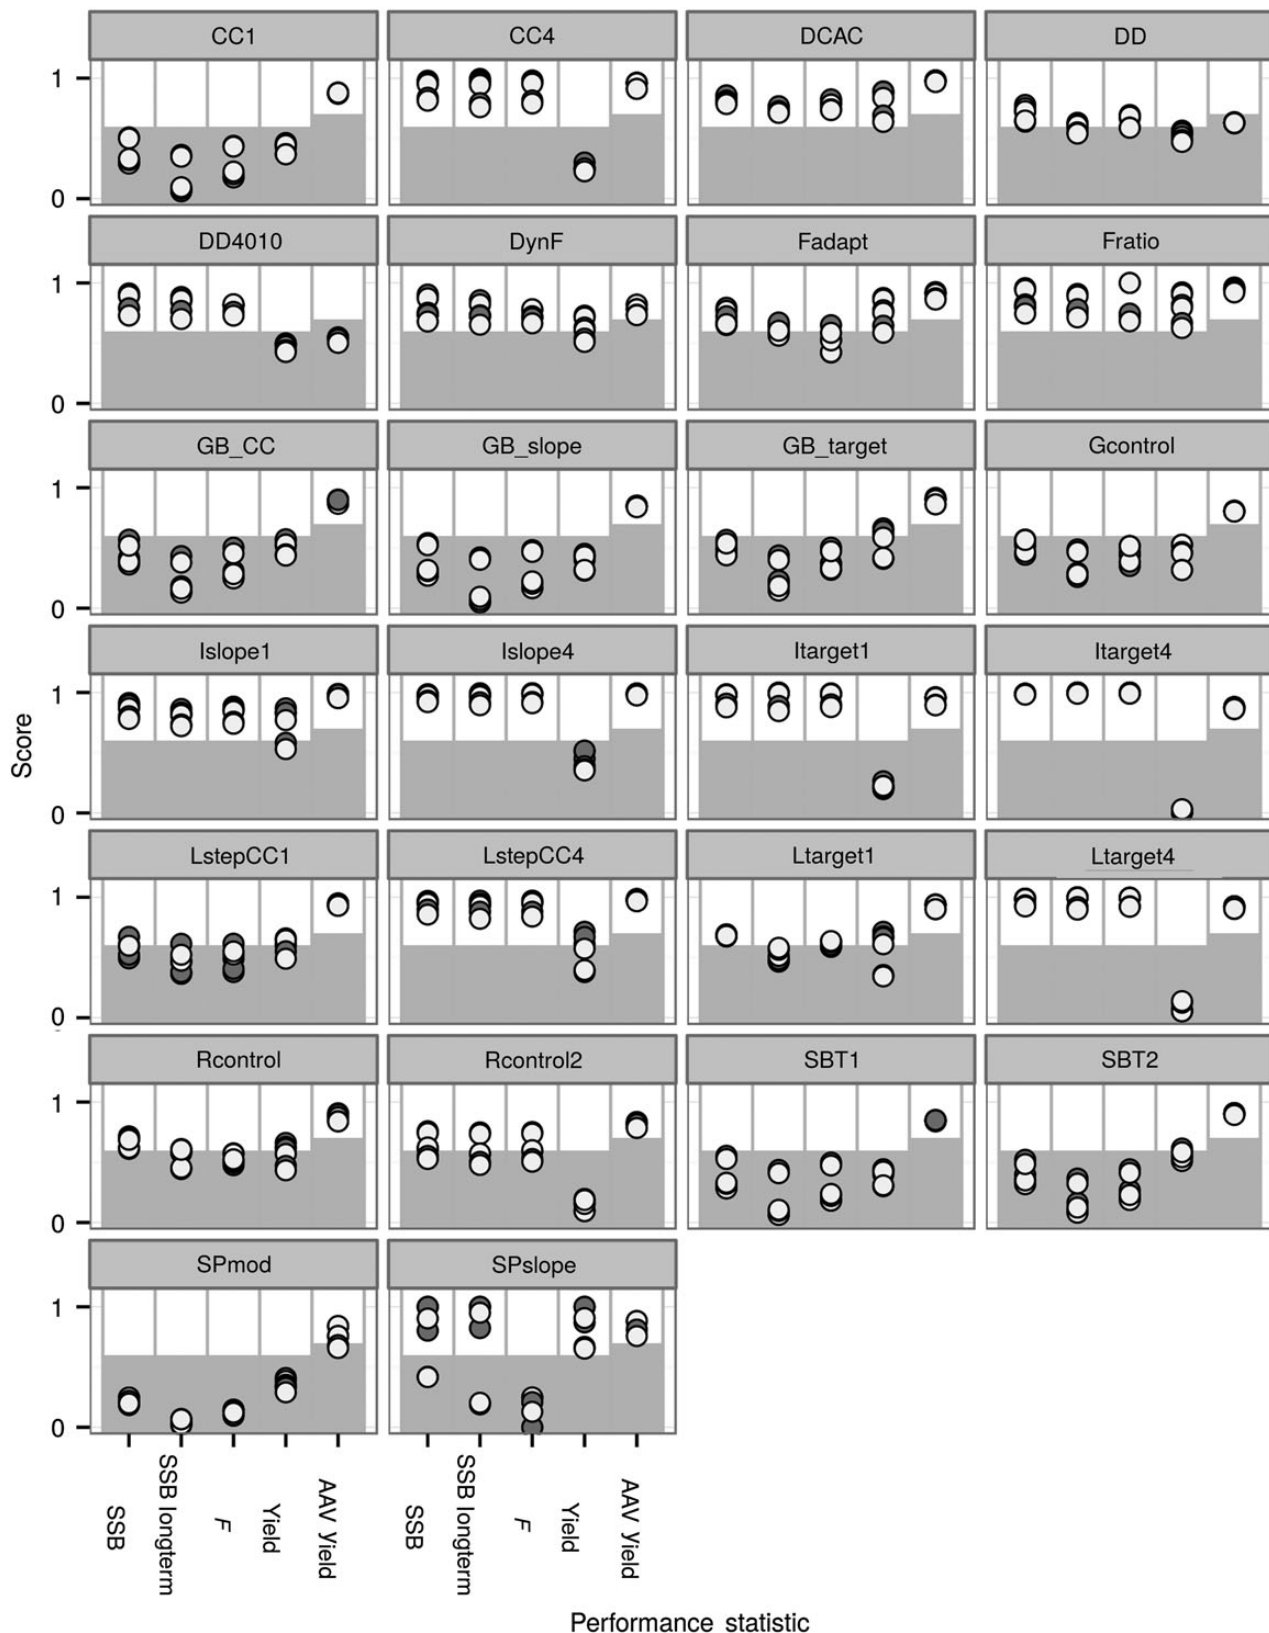 CC1 CC4 DCAC DD
1
0
DD4010 DynF Fadapt Fratio
1
0
GB_CC GB_slope GB_target Gcontrol
1
0
Islope1 Islope4 Itarget1 Itarget4
1
0
Score
LstepCC1 LstepCC4 Ltarget1 Ltarget4
1
0
Rcontrol Rcontrol2 SBT1 SBT2
1
0
SPmod SPslope
1
0
SSB SSB longterm F Yield AAV Yield SSB SSB longterm F Yield AAV Yield
Performance statistic